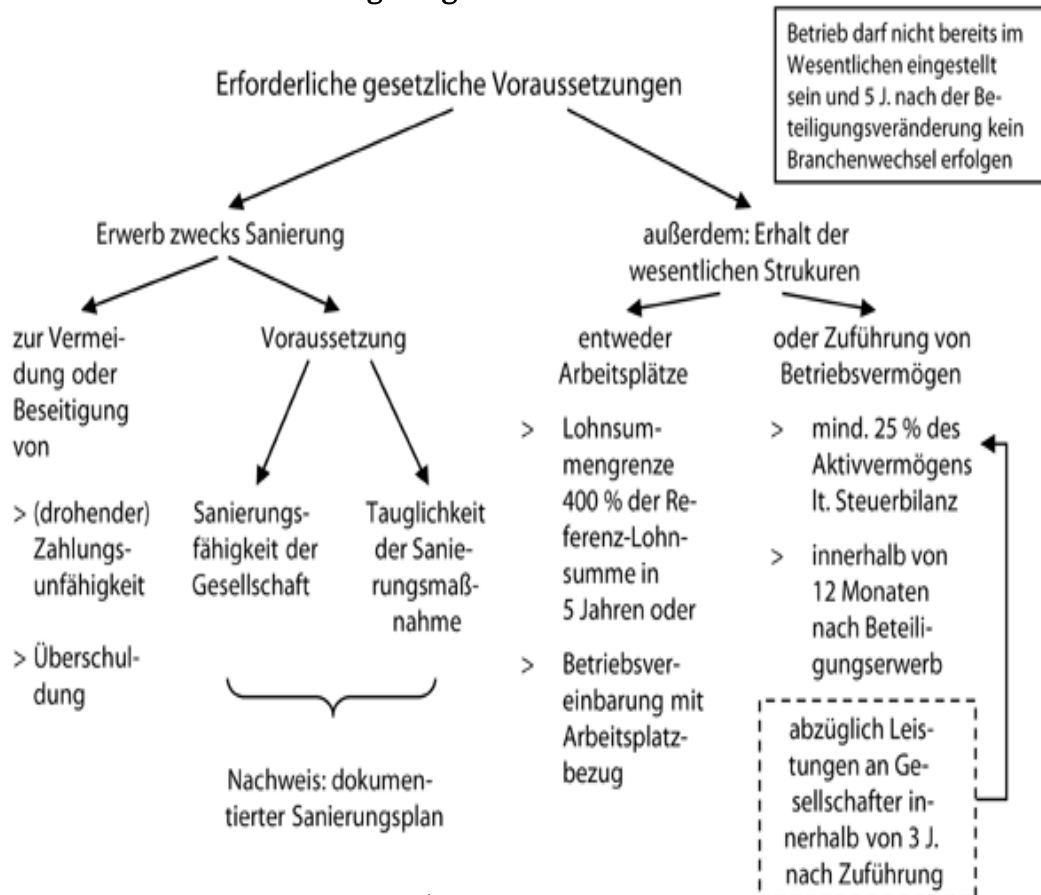 Betrieb darf nicht bereits im
Wesentlichen eingestellt
sein und 5 J. nach der Be-
teiligungsveränderung kein
Branchenwechsel erfolgen
Erforderliche gesetzliche Voraussetzungen
Erwerb zwecks Sanierung
außerdem: Erhalt der
wesentlichen Strukuren
zur Vermei-
dung oder
Beseitigung
von
> (drohender)
Zahlungs-
unfähigkeit
> Überschul-
dung
Voraussetzung
Sanierungs-
fähigkeit der
Gesellschaft
Tauglichkeit
der Sanie-
rungsmaß-
nahme
Nachweis: dokumen-
tierter Sanierungsplan
entweder
Arbeitsplätze
> Lohnsum-
mengrenze
400 % der Re-
ferenz-Lohn-
summe in
5 Jahren oder
> Betriebsver-
einbarung mit
Arbeitsplatz-
bezug
oder Zuführung von
Betriebsvermögen
> mind. 25 % des
Aktivvermögens
lt. Steuerbilanz
> innerhalb von
12 Monaten
nach Beteili-
gungserwerb
abzüglich Leis-
tungen an Ge-
sellschafter in-
nerhalb von 3 J.
nach Zuführung